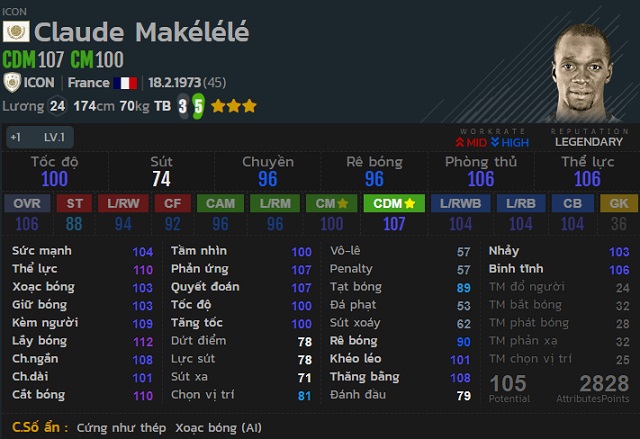 ICON
Claude Makélélé
CDM 107 CM 100
ICON France 18.2.1973 (45)
Lương 24 174cm 70kg TB 3 5
+1 LV.1
WORKRATE REPUTATION
MID HIGH LEGENDARY
Tốc độ Sút Chuyền Rê bóng Phòng thủ Thể lực
100 74 96 96 106 106
OVR ST L/RW CF CAM L/RM CM CDM L/RWB L/RB CB GK
106 88 94 92 96 96 100 107 104 104 104 36
Sức mạnh 104 Tầm nhìn 100 Vô-lê 57 Nhảy 103
Thể lực 110 Phản ứng 107 Penalty 57 Bình tĩnh 106
Xoạc bóng 103 Quyết đoán 107 Tạt bóng 89 TM đổ người 24
Giữ bóng 103 Tốc độ 100 Đá phạt 53 TM bắt bóng 32
Kèm người 109 Tăng tốc 100 Sút xoáy 62 TM phát bóng 28
Lấy bóng 112 Dứt điểm 78 Rê bóng 90 TM phản xạ 32
Ch.ngắn 108 Lực sút 78 Khéo léo 101 TM chọn vị trí 25
Ch.dài 101 Sút xa 71 Thăng bằng 108 105 2828
Cắt bóng 110 Chọn vị trí 81 Đánh đầu 79 Potential AttributesPoints
C.Số ẩn : Cứng như thép Xoạc bóng (AI)